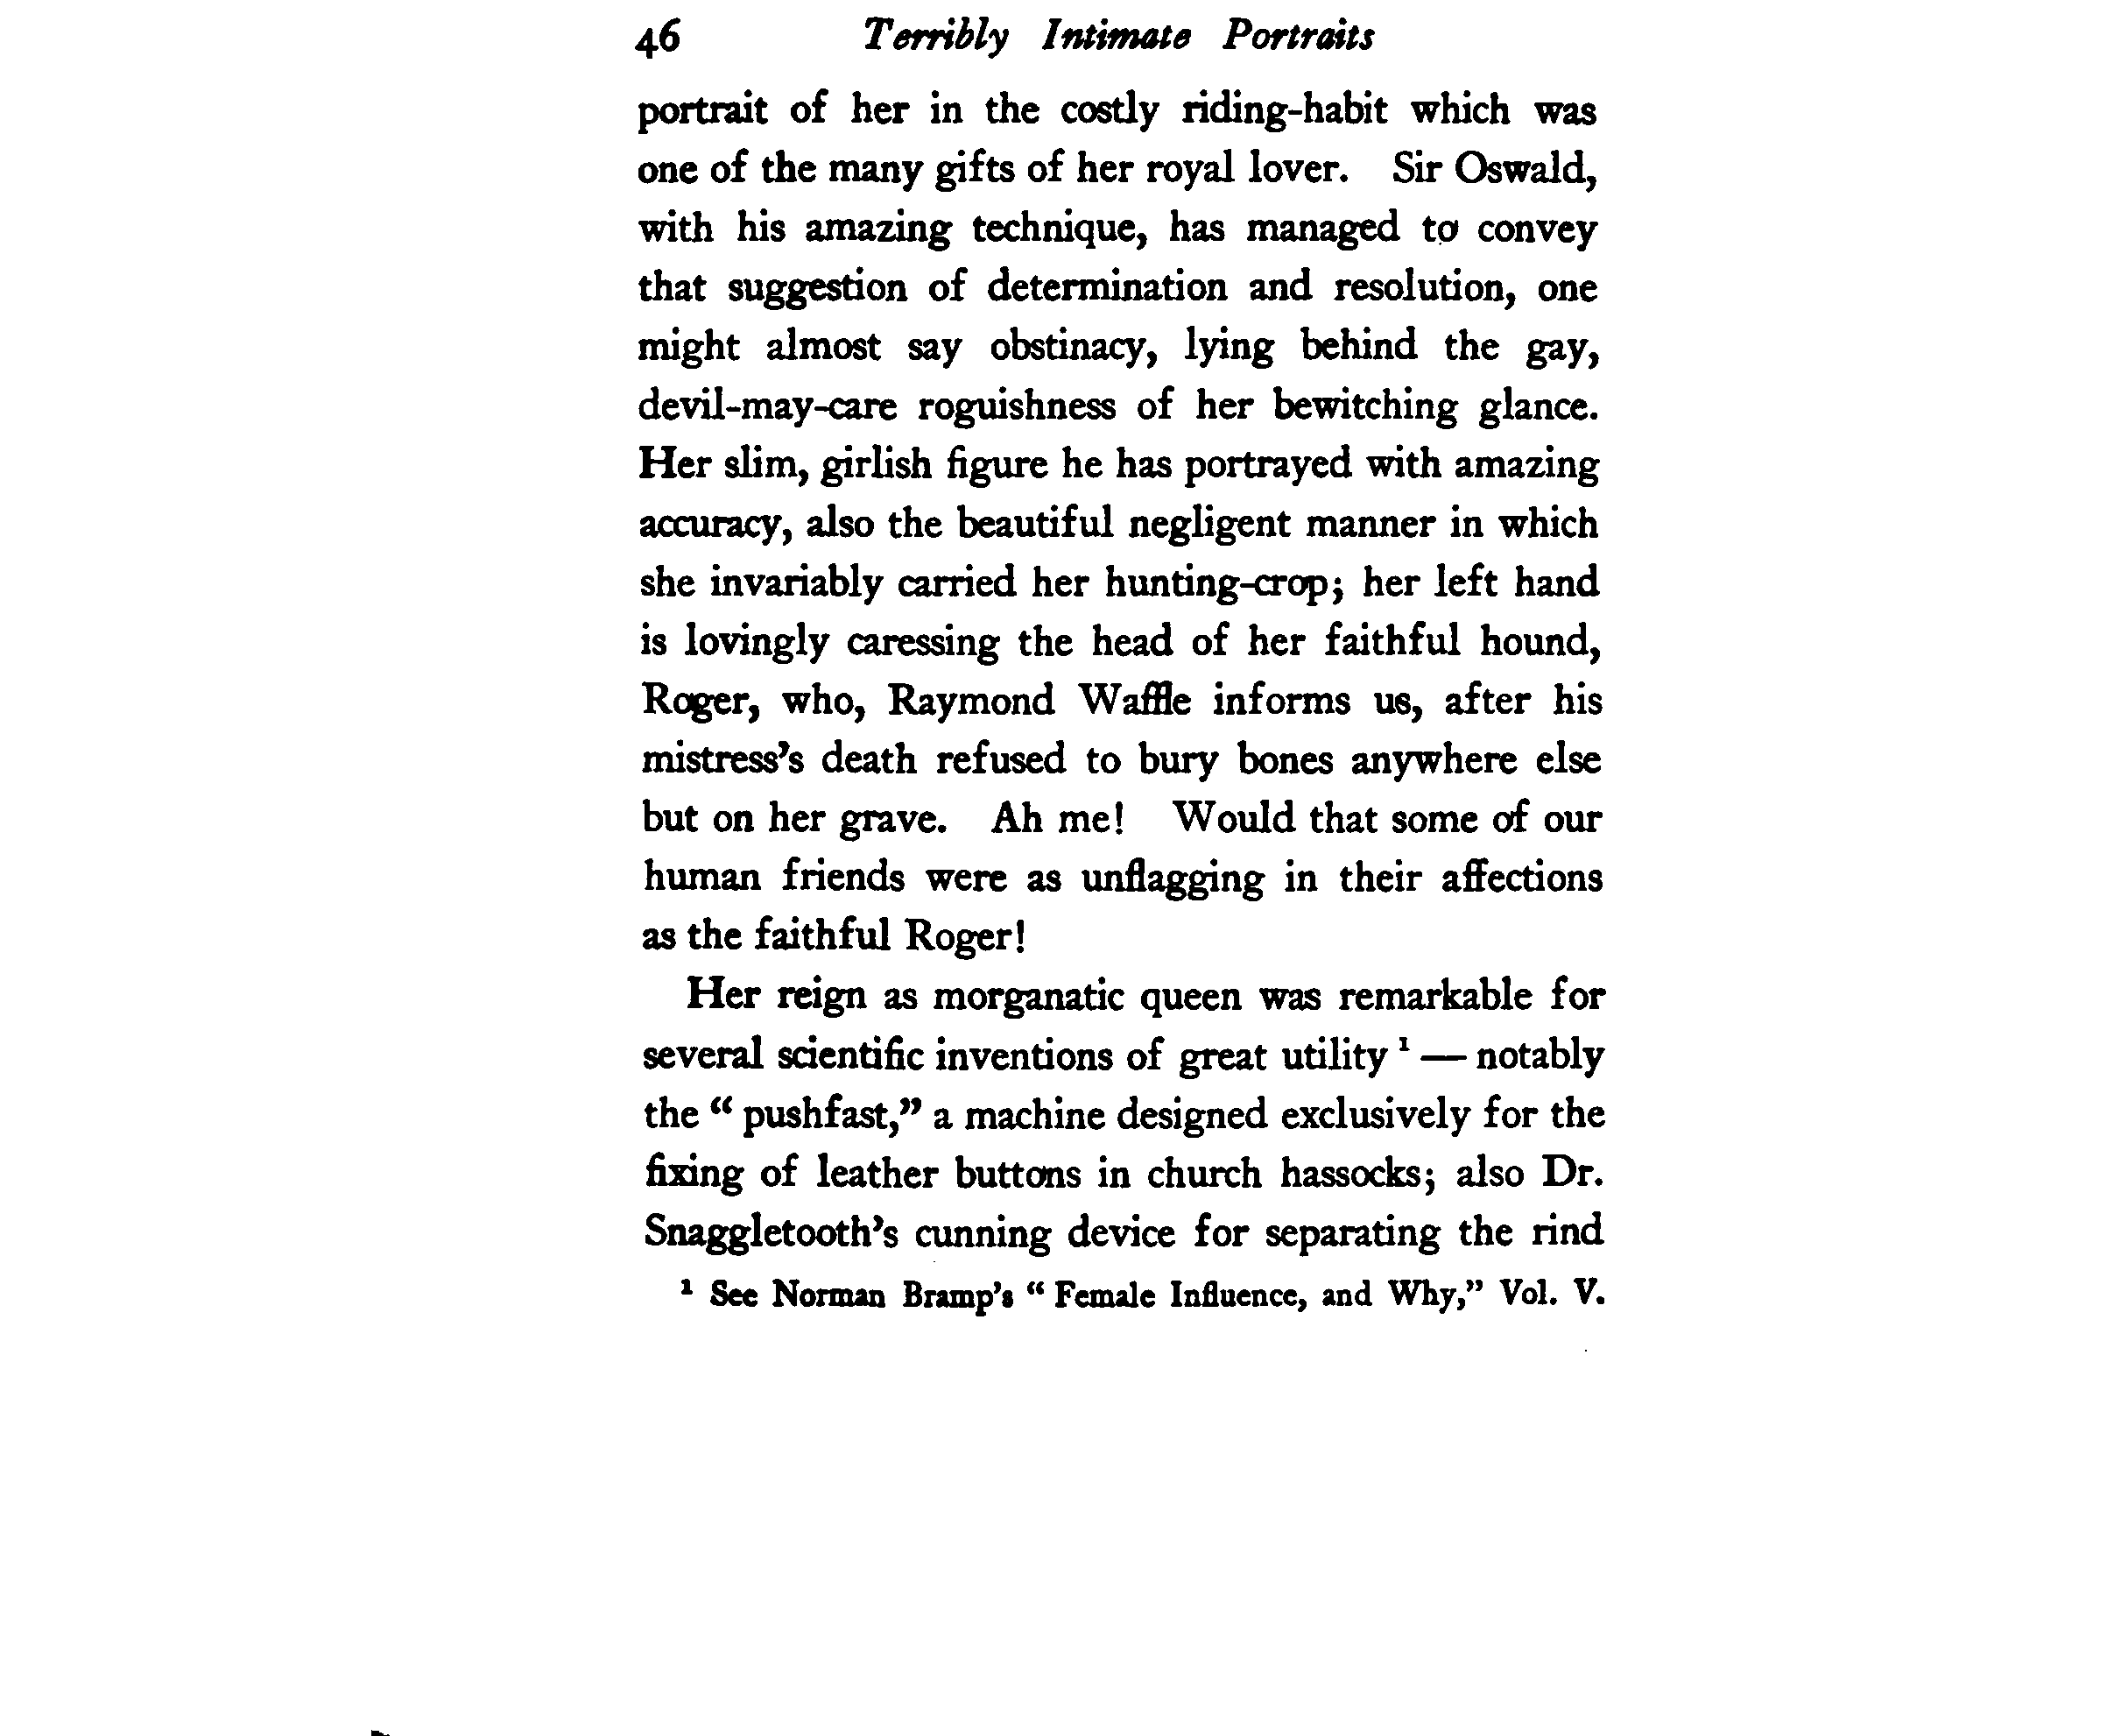 46 Terribly Intimate Portraits
portrait of her in the costly riding-habit which was
one of the many gifts of her royal lover. Sir Oswald,
with his amazing technique, has managed to convey
that suggestion of determination and resolution, one
might almost say obstinacy, lying behind the gay,
devil-may-care roguishness of her bewitching glance.
Her slim, girlish figure he has portrayed with amazing
accuracy, also the beautiful negligent manner in which
she invariably carried her hunting-crop; her left hand
is lovingly caressing the head of her faithful hound,
Roger, who, Raymond Waffle informs us, after his
mistress's death refused to bury bones anywhere else
but on her grave. Ah me! Would that some of our
human friends were as unflagging in their affections
as the faithful Roger!
Her reign as morganatic queen was remarkable for
several scientific inventions of great utility ¹ — notably
the “ pushfast,” a machine designed exclusively for the
fixing of leather buttons in church hassocks; also Dr.
Snaggletooth's cunning device for separating the rind
¹ See Norman Bramp's “ Female Influence, and Why,” Vol. V.